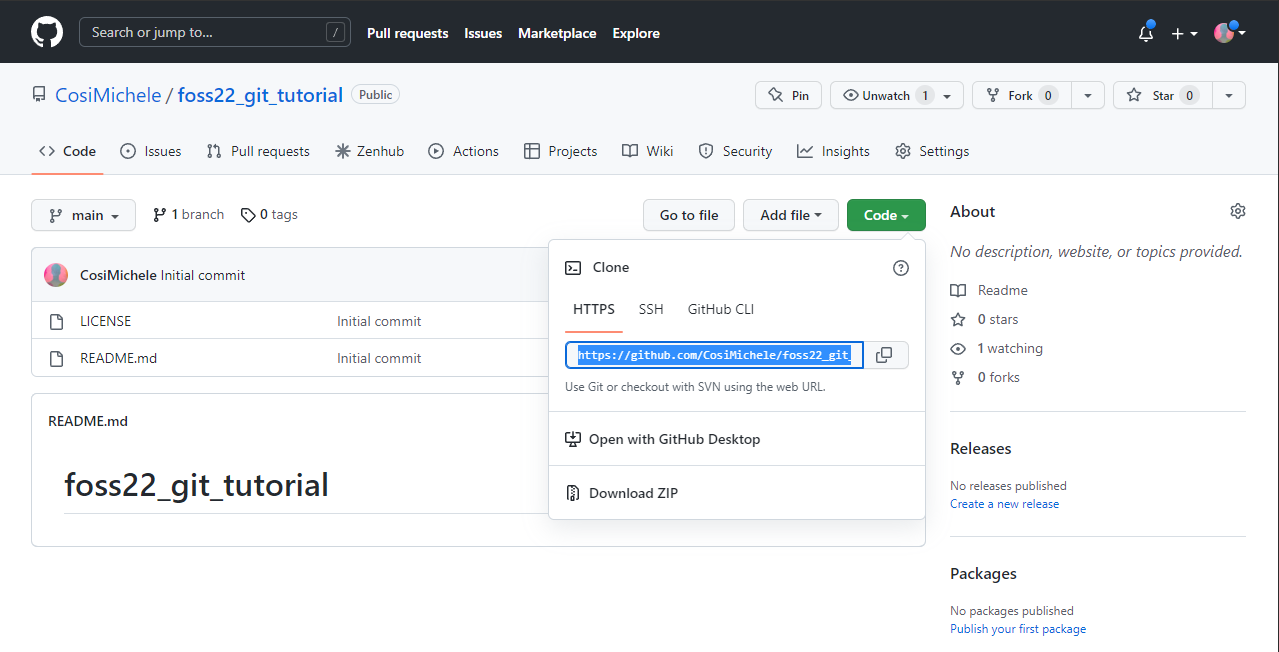 Search or jump to... /
Pull requests Issues Marketplace Explore
CosiMichele / foss22_git_tutorial Public
Pin Unwatch 1 Fork 0 Star 0
Code Issues Pull requests Zenhub Actions Projects Wiki Security Insights Settings
main 1 branch 0 tags
Go to file Add file Code
CosiMichele Initial commit
LICENSE Initial commit
README.md Initial commit
README.md
foss22_git_tutorial
Clone
HTTPS SSH GitHub CLI
https://github.com/CosiMichele/foss22_git_
Use Git or checkout with SVN using the web URL.
Open with GitHub Desktop
Download ZIP
About
No description, website, or topics provided.
Readme
0 stars
1 watching
0 forks
Releases
No releases published
Create a new release
Packages
No packages published
Publish your first package